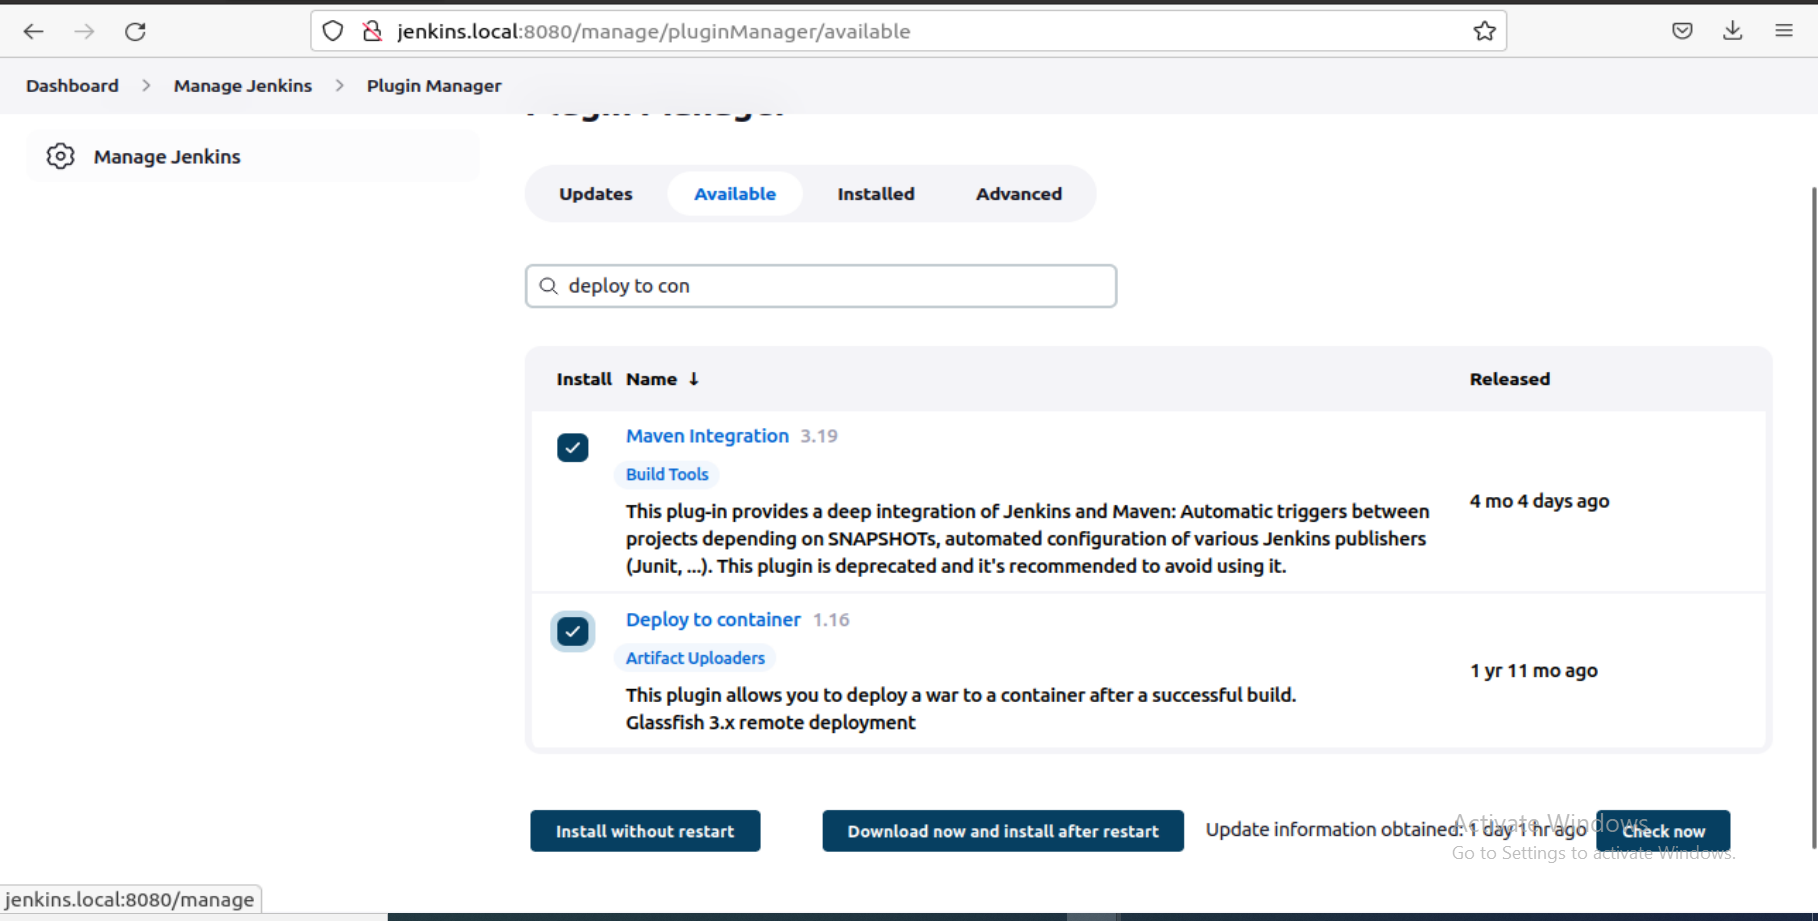 jenkins.local:8080/manage/pluginManager/available
Dashboard > Manage Jenkins > Plugin Manager
Plugin Manager
Manage Jenkins
Updates Available Installed Advanced
deploy to con
Install Name ↓ Released
Maven Integration 3.19
Build Tools
This plug-in provides a deep integration of Jenkins and Maven: Automatic triggers between
projects depending on SNAPSHOTs, automated configuration of various Jenkins publishers
(Junit, ...). This plugin is deprecated and it's recommended to avoid using it.
4 mo 4 days ago
Deploy to container 1.16
Artifact Uploaders
This plugin allows you to deploy a war to a container after a successful build.
Glassfish 3.x remote deployment
1 yr 11 mo ago
Install without restart Download now and install after restart Update information obtained: 1 day 1 hr ago Check now
Activate Windows
Go to Settings to activate Windows.
jenkins.local:8080/manage